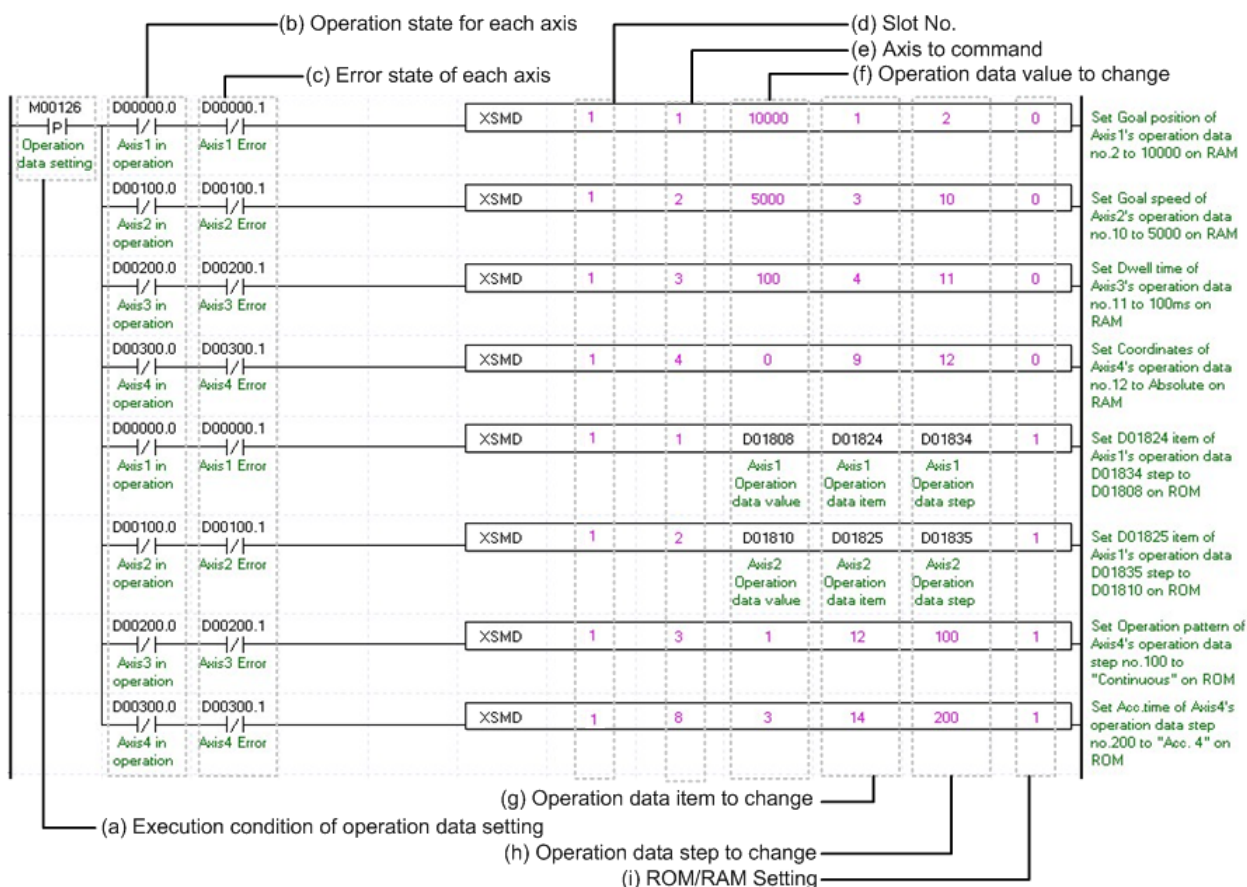 (b) Operation state for each axis
(d) Slot No.
(e) Axis to command
(c) Error state of each axis
(f) Operation data value to change
M00126
P
Operation
data setting
D00000.0
Axis1 in
operation
D00000.1
Axis1 Error
XSMD 1 1 10000 1 2 0
Set Goal position of
Axis1's operation data
no.2 to 10000 on RAM
D00100.0
Axis2 in
operation
D00100.1
Axis2 Error
XSMD 1 2 5000 3 10 0
Set Goal speed of
Axis2's operation data
no.10 to 5000 on RAM
D00200.0
Axis3 in
operation
D00200.1
Axis3 Error
XSMD 1 3 100 4 11 0
Set Dwell time of
Axis3's operation data
no.11 to 100ms on
RAM
D00300.0
Axis4 in
operation
D00300.1
Axis4 Error
XSMD 1 4 0 9 12 0
Set Coordinates of
Axis4's operation data
no.12 to Absolute on
RAM
D00000.0
Axis1 in
operation
D00000.1
Axis1 Error
XSMD 1 1 D01808 D01824 D01834 1
Axis1
Operation
data value
Axis1
Operation
data item
Axis1
Operation
data step
Set D01824 item of
Axis1's operation data
D01834 step to
D01808 on ROM
D00100.0
Axis2 in
operation
D00100.1
Axis2 Error
XSMD 1 2 D01810 D01825 D01835 1
Axis2
Operation
data value
Axis2
Operation
data item
Axis2
Operation
data step
Set D01825 item of
Axis1's operation data
D01835 step to
D01810 on ROM
D00200.0
Axis3 in
operation
D00200.1
Axis3 Error
XSMD 1 3 1 12 100 1
Set Operation pattern of
Axis4's operation data
step no.100 to
"Continuous" on ROM
D00300.0
Axis4 in
operation
D00300.1
Axis4 Error
XSMD 1 8 3 14 200 1
Set Acc.time of Axis4's
operation data step
no.200 to "Acc. 4" on
ROM
(g) Operation data item to change
(a) Execution condition of operation data setting
(h) Operation data step to change
(i) ROM/RAM Setting